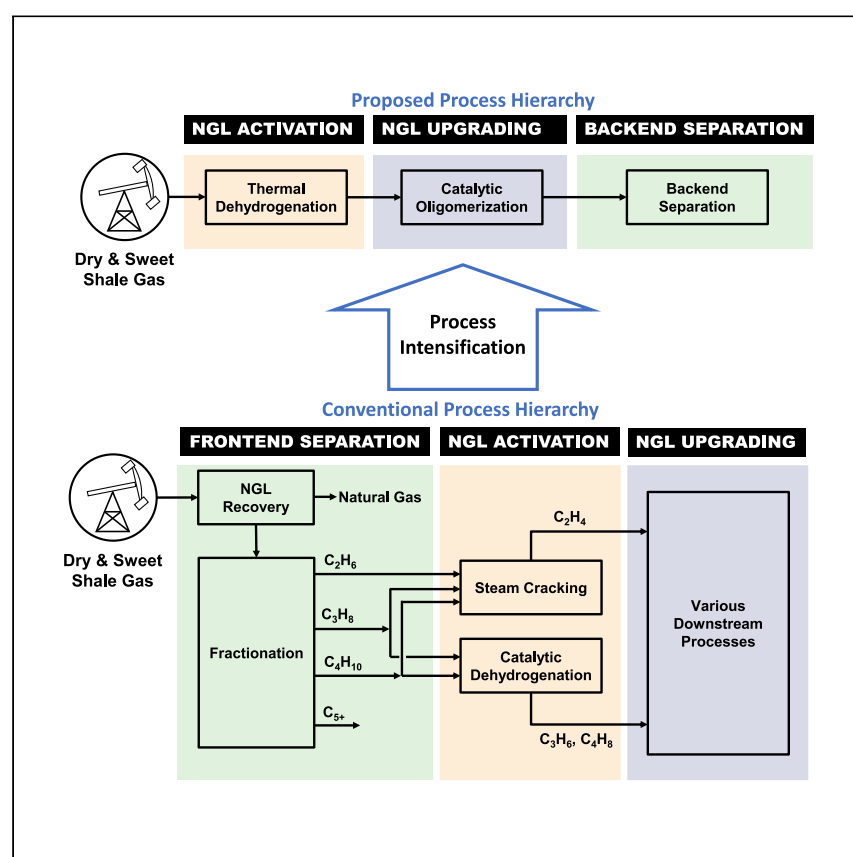 Proposed Process Hierarchy
NGL ACTIVATION
NGL UPGRADING
BACKEND SEPARATION
Thermal
Dehydrogenation
Catalytic
Oligomerization
Backend
Separation
Dry & Sweet
Shale Gas
Process
Intensification
Conventional Process Hierarchy
FRONTEND SEPARATION
NGL ACTIVATION
NGL UPGRADING
NGL
Recovery
Natural Gas
Dry & Sweet
Shale Gas
Fractionation
C₂H₆
C₃H₈
C₄H₁₀
C₅₊
C₂H₄
Steam Cracking
Catalytic
Dehydrogenation
C₃H₆, C₄H₈
Various
Downstream
Processes